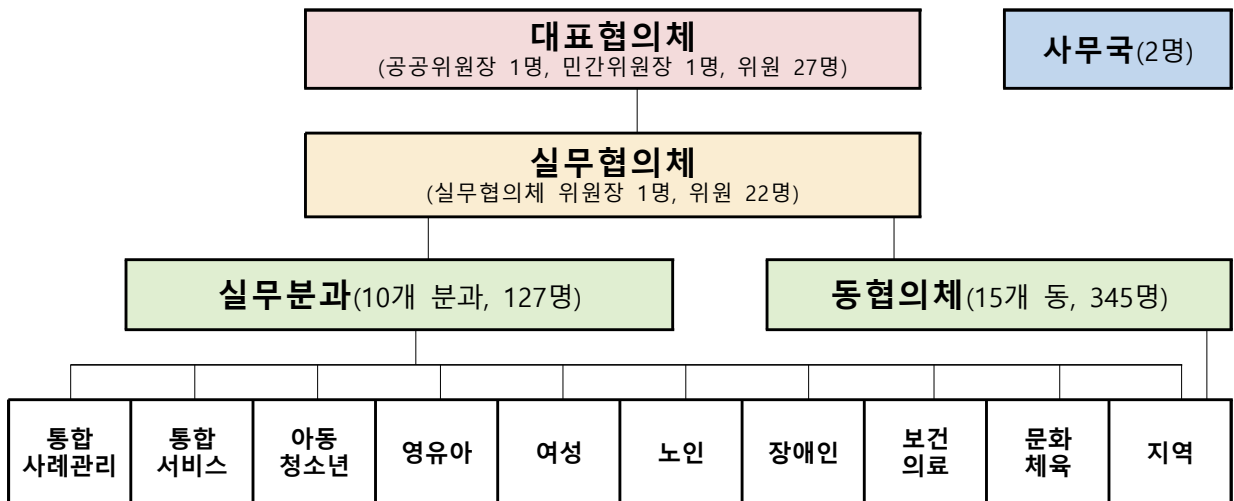 대표협의체
(공공위원장 1명, 민간위원장 1명, 위원 27명)
사무국(2명)
실무협의체
(실무협의체 위원장 1명, 위원 22명)
실무분과(10개 분과, 127명)
동협의체(15개 동, 345명)
통합
사례관리
통합
서비스
아동
청소년
영유아
여성
노인
장애인
보건
의료
문화
체육
지역